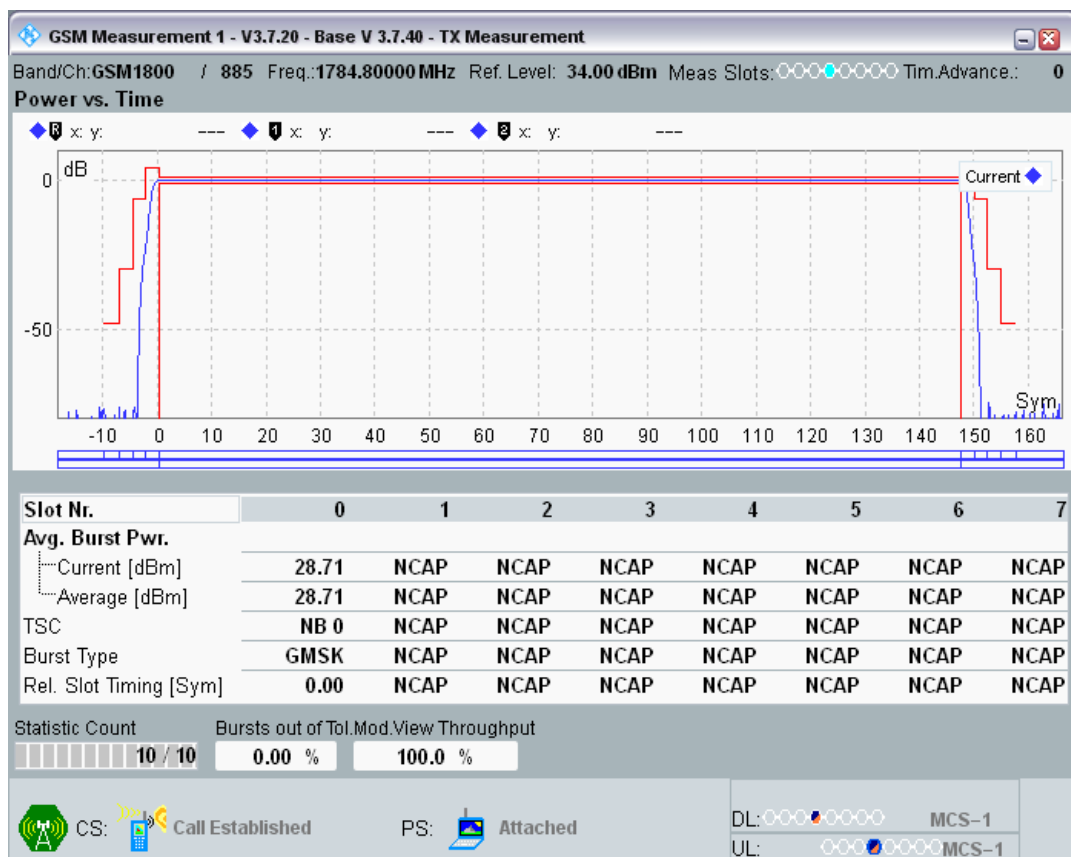 GSM Measurement 1 - V3.7.20 - Base V 3.7.40 - TX Measurement
Band/Ch:GSM1800 / 885 Freq.:1784.80000 MHz Ref. Level: 34.00 dBm Meas Slots: Tim.Advance.: 0
Power vs. Time
R x: y: --- 1 x: y: --- 2 x: y: ---
dB
Current
0
-50
Sym
-10 0 10 20 30 40 50 60 70 80 90 100 110 120 130 140 150 160
Slot Nr. 0 1 2 3 4 5 6 7
Avg. Burst Pwr.
Current [dBm] 28.71 NCAP NCAP NCAP NCAP NCAP NCAP NCAP
Average [dBm] 28.71 NCAP NCAP NCAP NCAP NCAP NCAP NCAP
TSC NB 0 NCAP NCAP NCAP NCAP NCAP NCAP NCAP
Burst Type GMSK NCAP NCAP NCAP NCAP NCAP NCAP NCAP
Rel. Slot Timing [Sym] 0.00 NCAP NCAP NCAP NCAP NCAP NCAP NCAP
Statistic Count Bursts out of Tol.Mod.View Throughput
10 / 10 0.00 % 100.0 %
CS: Call Established PS: Attached DL: MCS-1
UL: MCS-1